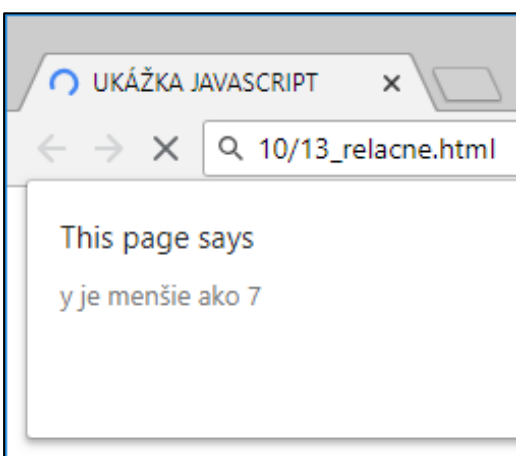 UKÁŽKA JAVASCRIPT
10/13_relacne.html
This page says
y je menšie ako 7